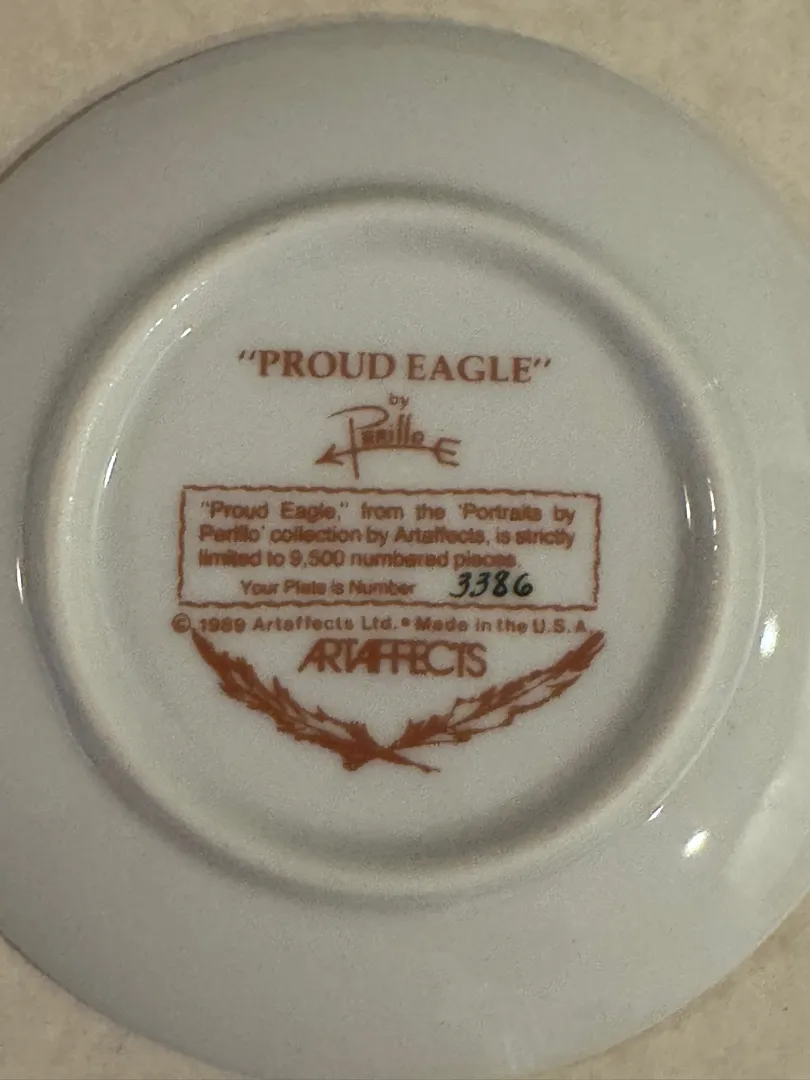 "PROUD EAGLE"
by
Perillo
"Proud Eagle," from the 'Portraits by
Perillo' collection by Artaffects, is strictly
limited to 9,500 numbered pieces.
Your Plate is Number 3386
© 1989 Artaffects Ltd. • Made in the U.S.A.
ARTAFFECTS